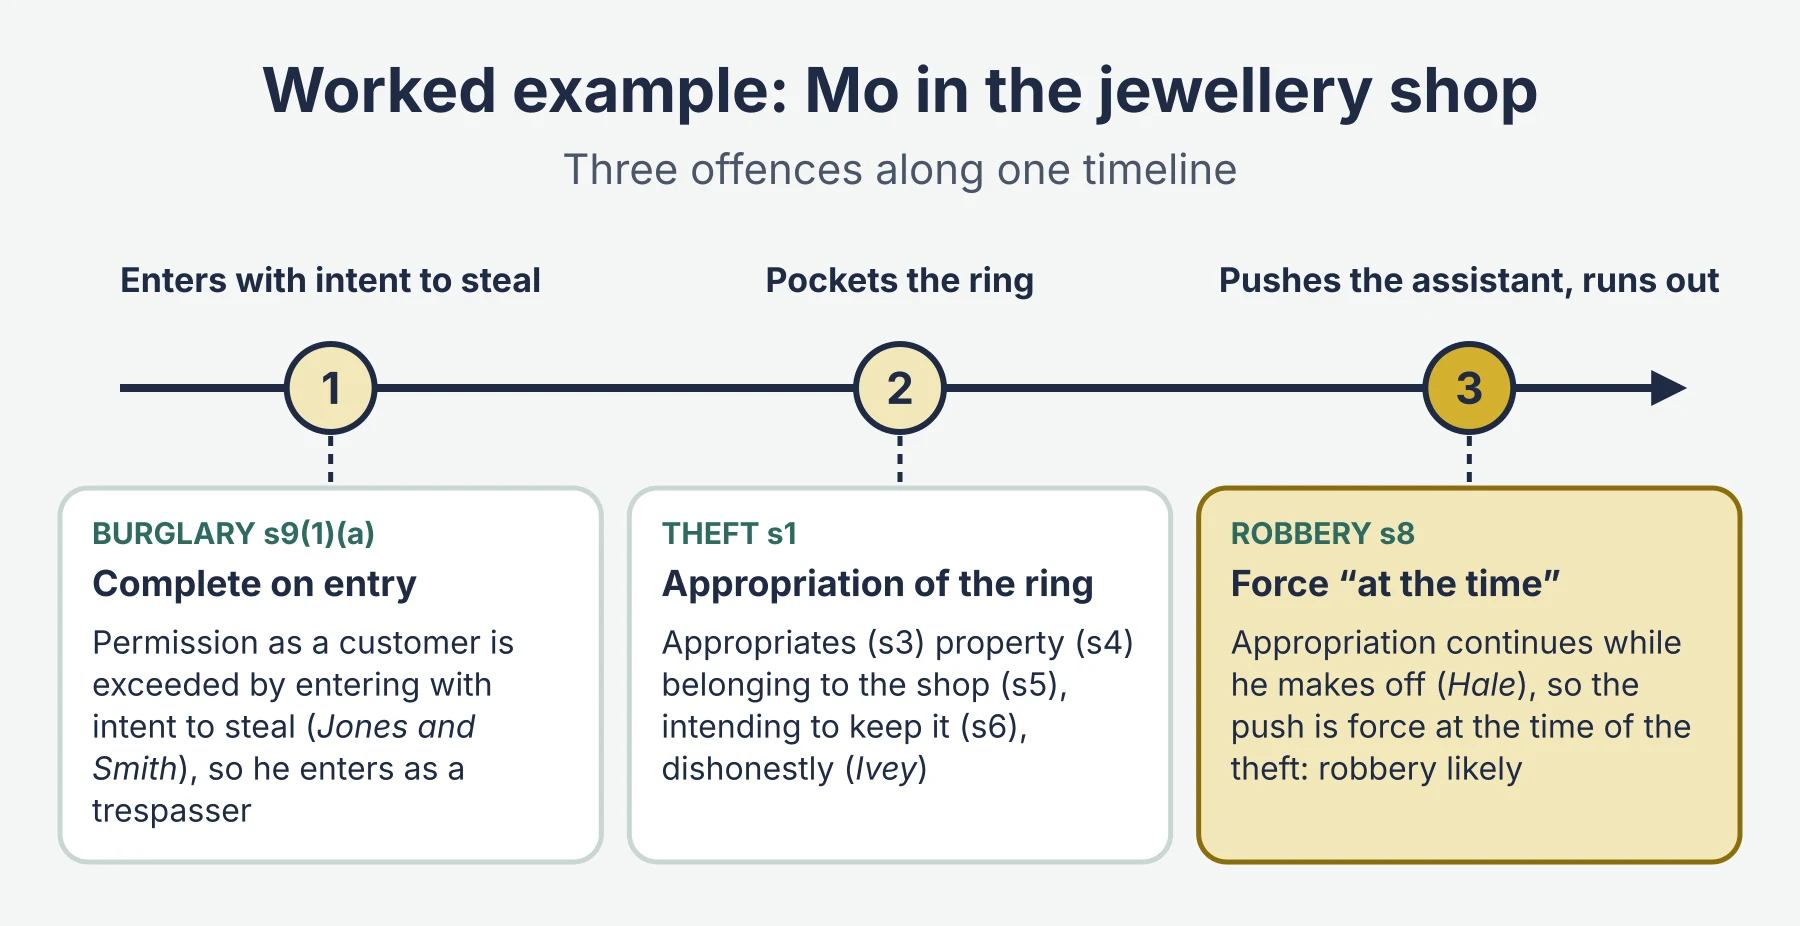 Worked example: Mo in the jewellery shop
Three offences along one timeline
Enters with intent to steal
Pockets the ring
Pushes the assistant, runs out
1
2
3
BURGLARY s9(1)(a)
Complete on entry
Permission as a customer is
exceeded by entering with
intent to steal (Jones and
Smith), so he enters as a
trespasser
THEFT s1
Appropriation of the ring
Appropriates (s3) property (s4)
belonging to the shop (s5),
intending to keep it (s6),
dishonestly (Ivey)
ROBBERY s8
Force “at the time”
Appropriation continues while
he makes off (Hale), so the
push is force at the time of the
theft: robbery likely